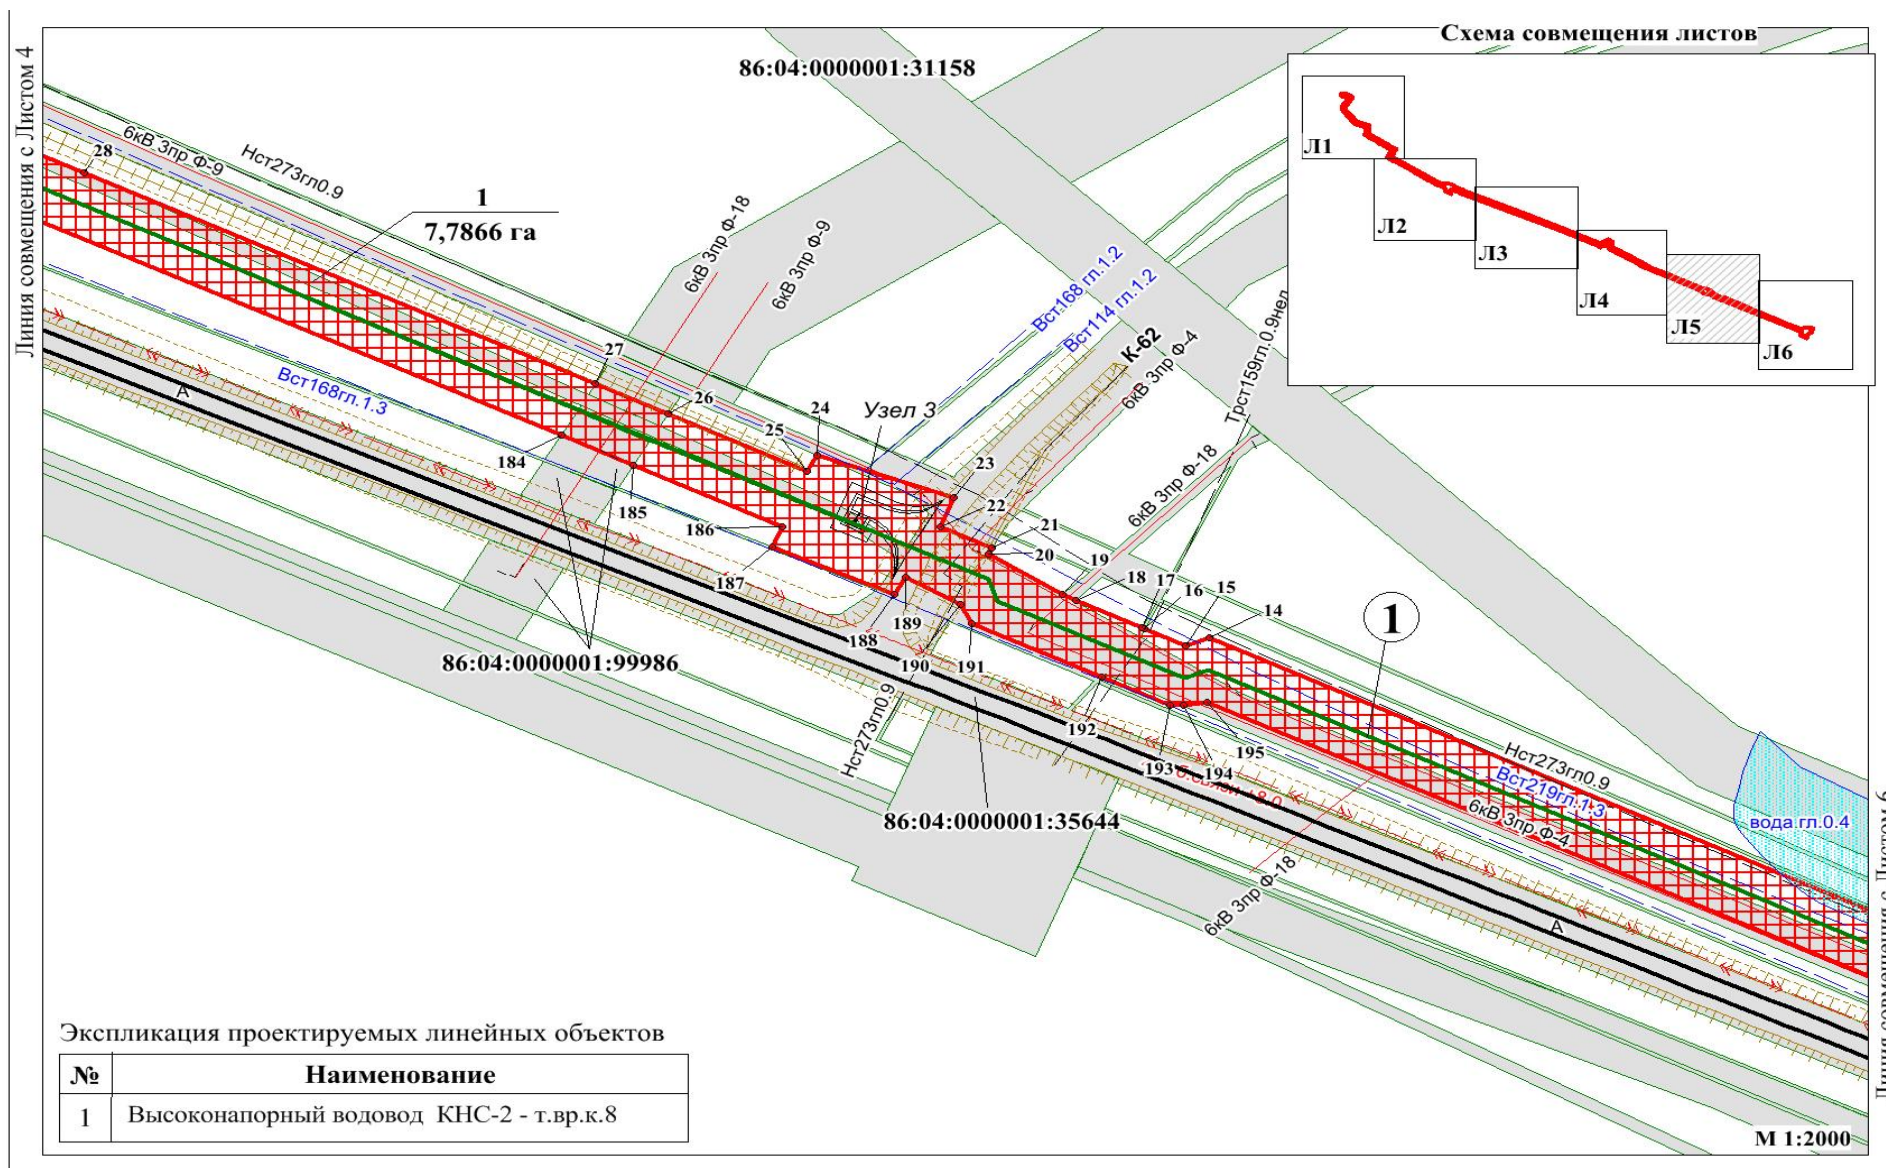 Схема совмещения листов
86:04:0000001:31158
Линия совмещения с Листом 4
6кВ 3пр Ф-9
Нст273гл0.9
28
1
7,7866 га
6кВ 3пр Ф-18
6кВ 3пр Ф-9
Вст.168 гл.1.2
Вст114 гл.1.2
К-62
6кВ 3пр Ф-4
Трст159гл.0.9нел
Л1
Л2
Л3
Л4
Л5
Л6
27
26
25
24
Узел 3
23
22
21
20
19
18
17
16
15
14
1
Вст168гл.1.3
А
6кВ 3пр Ф-18
184
185
186
187
188
189
190
191
192
193
194
195
86:04:0000001:99986
Нст273гл0.9
86:04:0000001:35644
6кВ 3пр Ф-18
Нст273гл0.9
Вст219гл.1.3
6кВ 3пр Ф-4
вода гл.0.4
А
Линия совмещения с Листом 6
Экспликация проектируемых линейных объектов
№ Наименование
1 Высоконапорный водовод КНС-2 - т.вр.к.8
М 1:2000